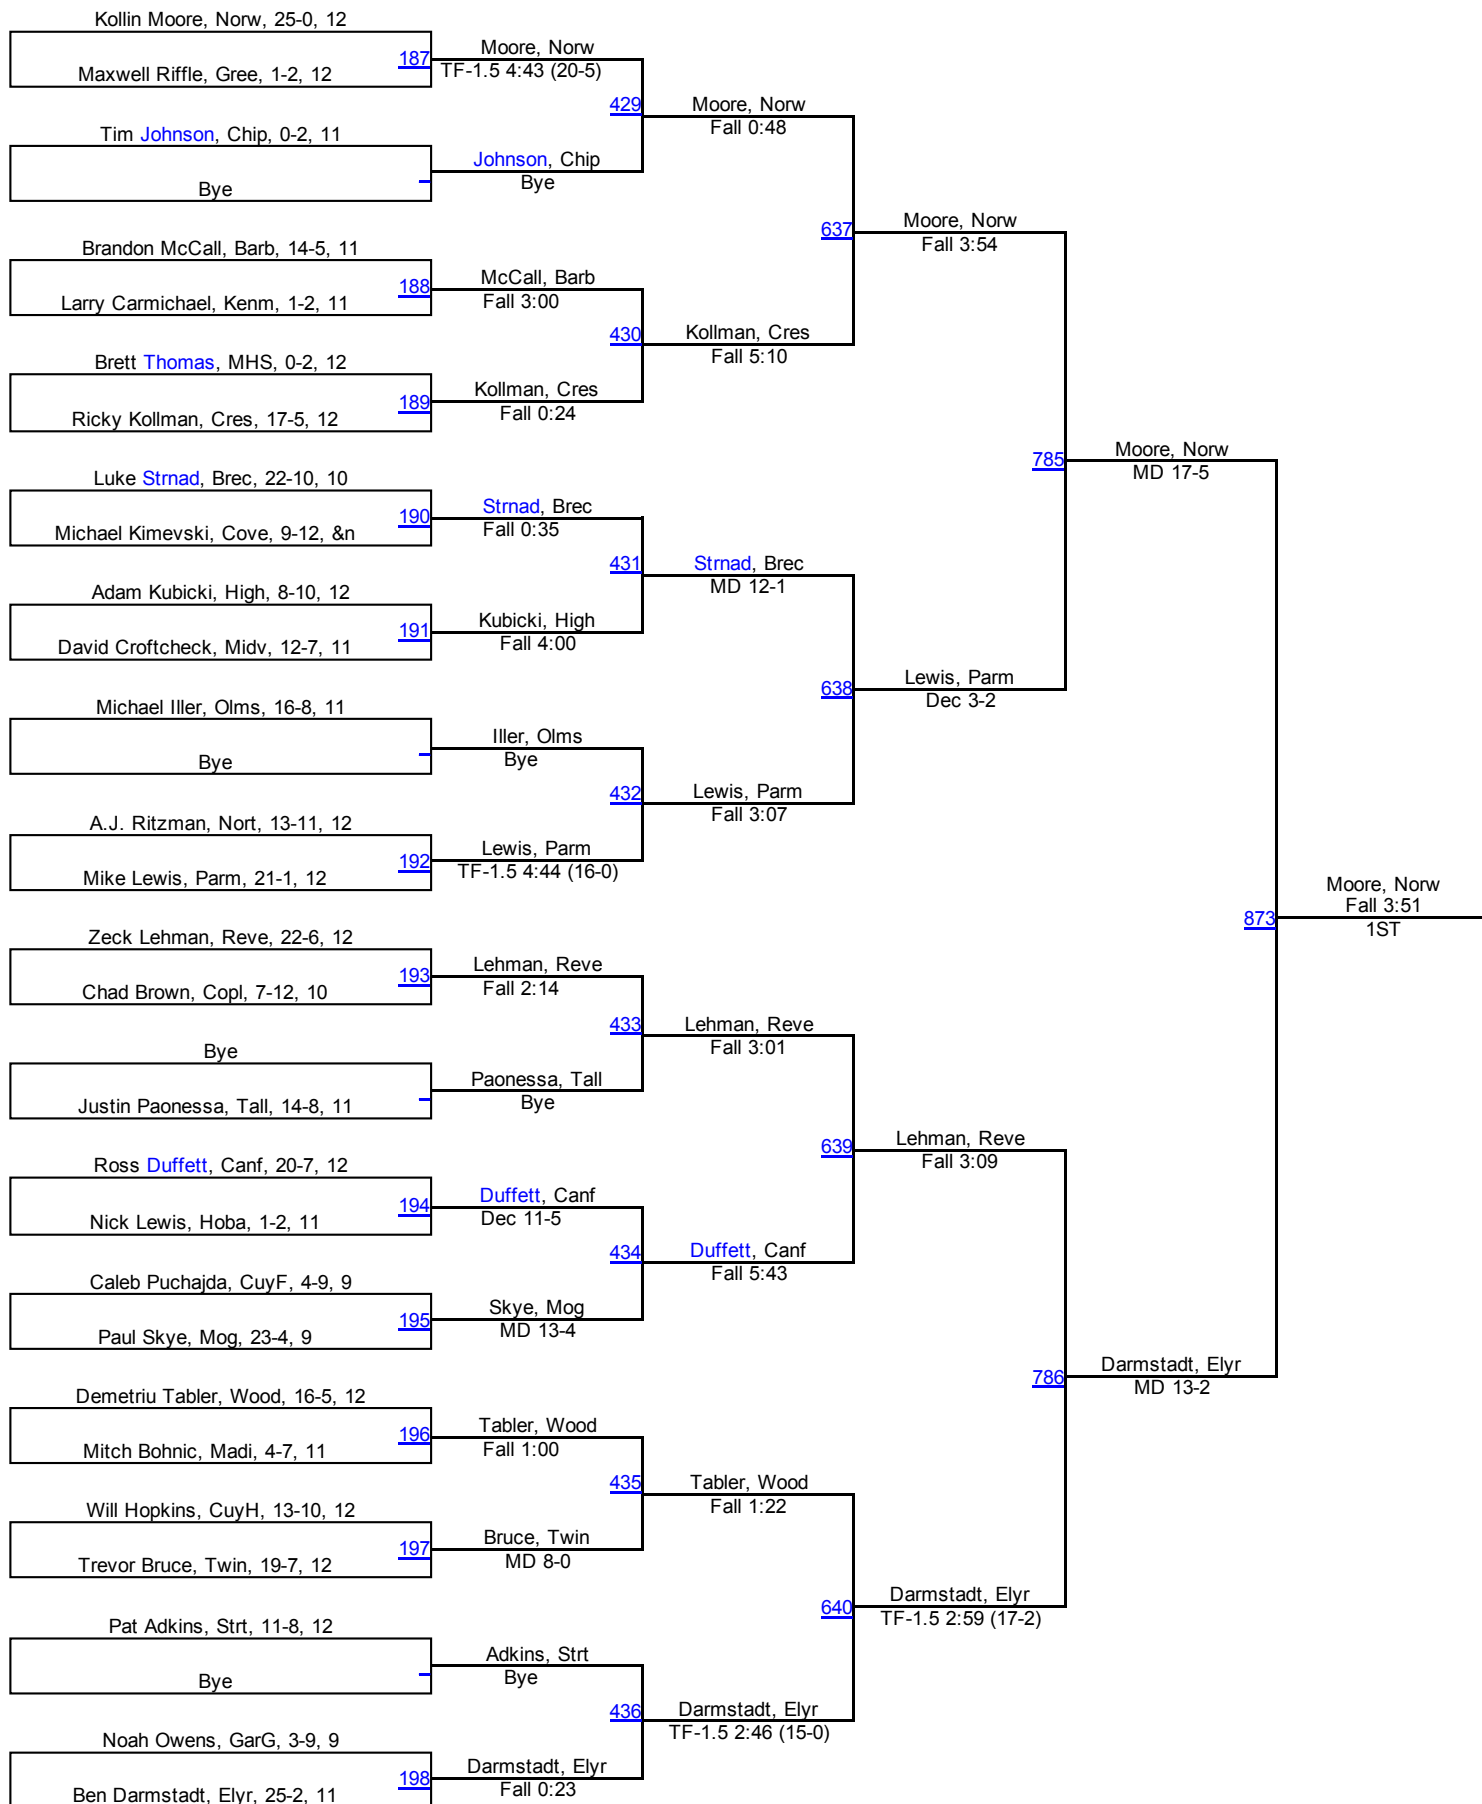 Kollin Moore, Norw, 25-0, 12
187
Maxwell Riffle, Gree, 1-2, 12
Moore, Norw
TF-1.5 4:43 (20-5)
429
Tim Johnson, Chip, 0-2, 11
Bye
Johnson, Chip
Bye
Moore, Norw
Fall 0:48
637
Brandon McCall, Barb, 14-5, 11
188
Larry Carmichael, Kenm, 1-2, 11
McCall, Barb
Fall 3:00
430
Brett Thomas, MHS, 0-2, 12
189
Ricky Kollman, Cres, 17-5, 12
Kollman, Cres
Fall 0:24
Kollman, Cres
Fall 5:10
Moore, Norw
Fall 3:54
785
Luke Strnad, Brec, 22-10, 10
190
Michael Kimevski, Cove, 9-12, &n
Strnad, Brec
Fall 0:35
431
Adam Kubicki, High, 8-10, 12
191
David Croftcheck, Midv, 12-7, 11
Kubicki, High
Fall 4:00
Strnad, Brec
MD 12-1
638
Michael Iller, Olms, 16-8, 11
Bye
Iller, Olms
Bye
432
A.J. Ritzman, Nort, 13-11, 12
192
Mike Lewis, Parm, 21-1, 12
Lewis, Parm
TF-1.5 4:44 (16-0)
Lewis, Parm
Fall 3:07
Lewis, Parm
Dec 3-2
Moore, Norw
MD 17-5
873
Moore, Norw
Fall 3:51
1ST
Zeck Lehman, Reve, 22-6, 12
193
Chad Brown, Copl, 7-12, 10
Lehman, Reve
Fall 2:14
433
Bye
Justin Paonessa, Tall, 14-8, 11
Paonessa, Tall
Bye
Lehman, Reve
Fall 3:01
639
Ross Duffett, Canf, 20-7, 12
194
Nick Lewis, Hoba, 1-2, 11
Duffett, Canf
Dec 11-5
434
Caleb Puchajda, CuyF, 4-9, 9
195
Paul Skye, Mog, 23-4, 9
Skye, Mog
MD 13-4
Duffett, Canf
Fall 5:43
Lehman, Reve
Fall 3:09
786
Demetriu Tabler, Wood, 16-5, 12
196
Mitch Bohnic, Madi, 4-7, 11
Tabler, Wood
Fall 1:00
435
Will Hopkins, CuyH, 13-10, 12
197
Trevor Bruce, Twin, 19-7, 12
Bruce, Twin
MD 8-0
Tabler, Wood
Fall 1:22
640
Pat Adkins, Strt, 11-8, 12
Bye
Adkins, Strt
Bye
436
Noah Owens, GarG, 3-9, 9
198
Ben Darmstadt, Elyr, 25-2, 11
Darmstadt, Elyr
Fall 0:23
Darmstadt, Elyr
TF-1.5 2:46 (15-0)
Darmstadt, Elyr
TF-1.5 2:59 (17-2)
Darmstadt, Elyr
MD 13-2